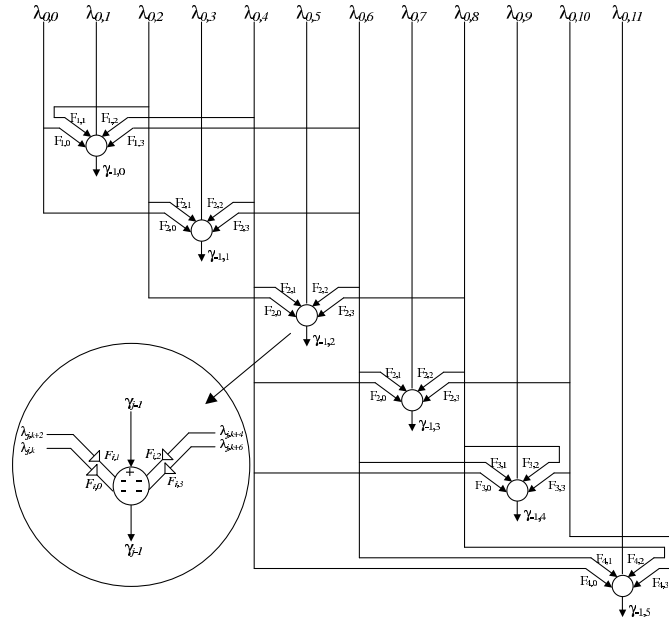 λ0,0 λ0,1 λ0,2 λ0,3 λ0,4 λ0,5 λ0,6 λ0,7 λ0,8 λ0,9 λ0,10 λ0,11
F1,1 F1,2
F1,0 F1,3
γ-1,0
F2,1 F2,2
F2,0 F2,3
γ-1,1
F2,1 F2,2
F2,0 F2,3
γ-1,2
F2,1 F2,2
F2,0 F2,3
γ-1,3
γj-1
λj,k+2 λj,k+4
λj,k λj,k+6
Fi,1 Fi,2
Fi,0 Fi,3
+
- -
- -
γj-1
F3,1 F3,2
F3,0 F3,3
γ-1,4
F4,1 F4,2
F4,0 F4,3
γ-1,5